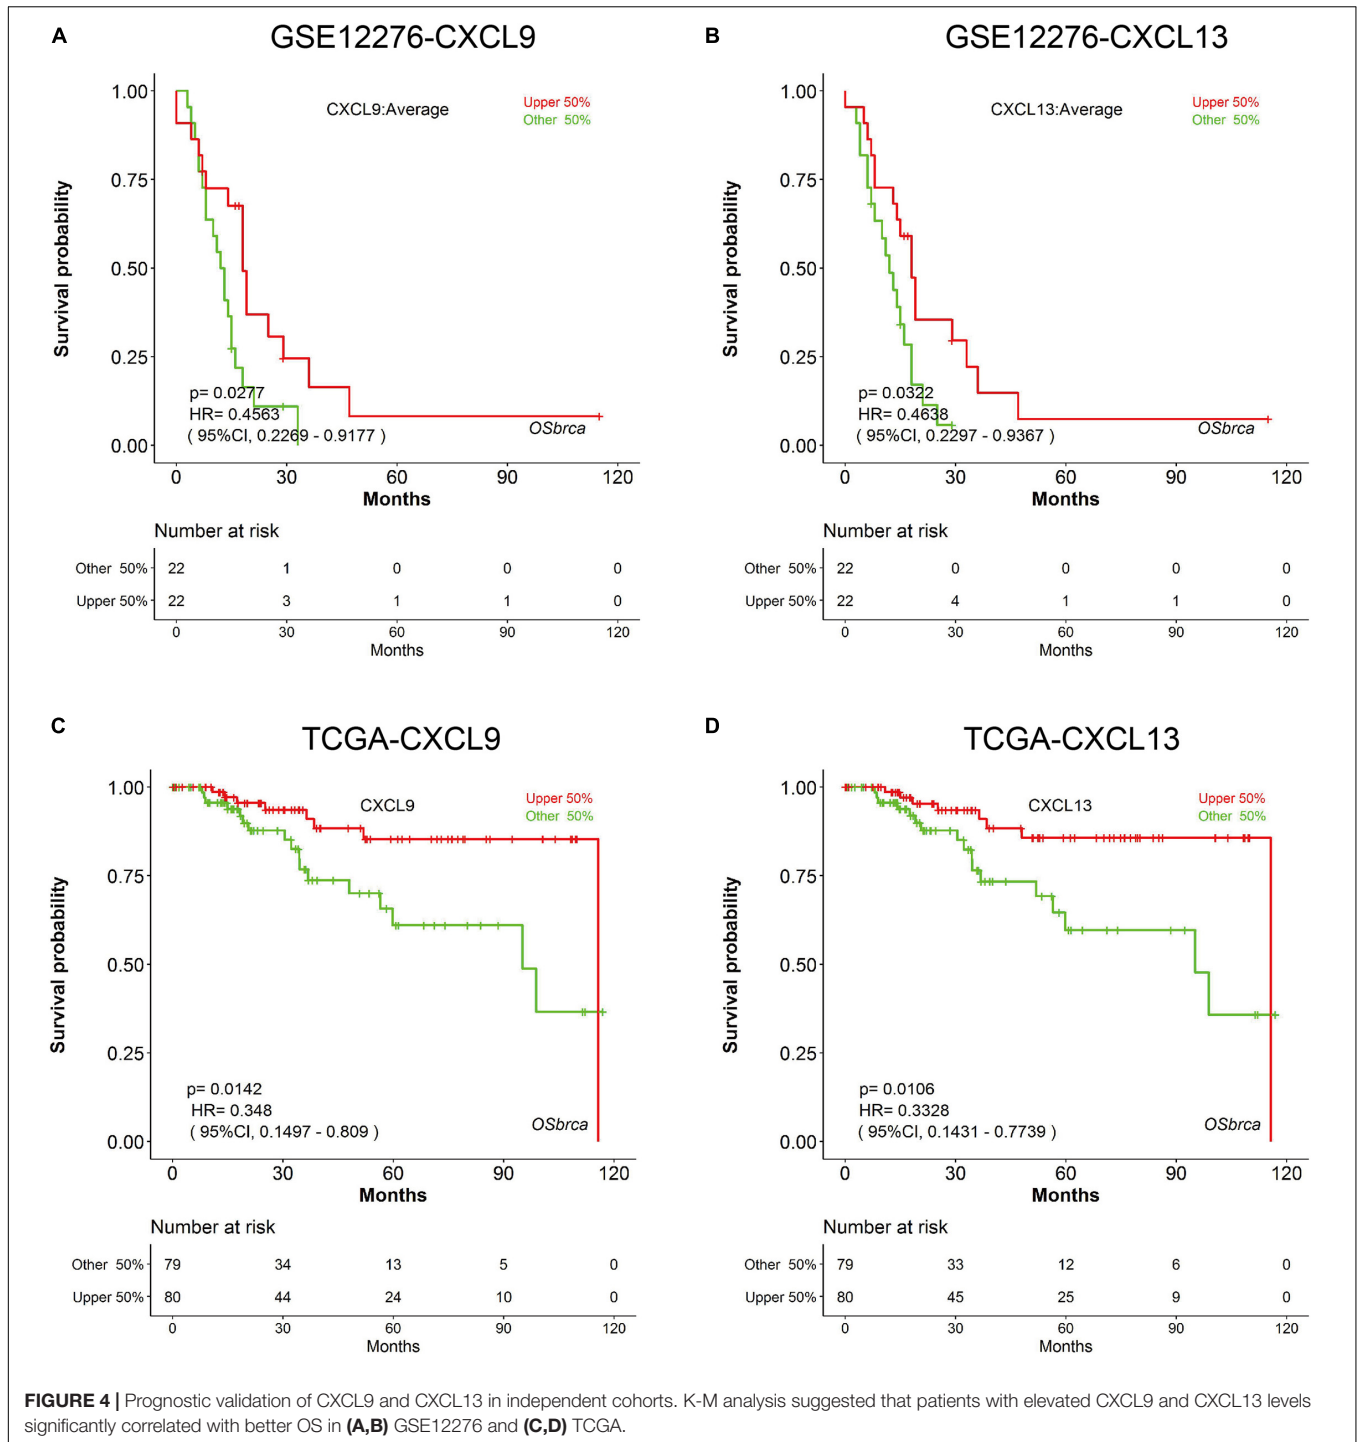 A
GSE12276-CXCL9
1.00
0.75
0.50
0.25
0.00
Survival probability
CXCL9:Average
Upper 50%
Other 50%
p= 0.0277
HR= 0.4563
( 95%CI, 0.2269 - 0.9177 )
OSbrca
0 30 60 90 120
Months
Number at risk
Other 50% 22 1 0 0 0
Upper 50% 22 3 1 1 0
0 30 60 90 120
Months
B
GSE12276-CXCL13
1.00
0.75
0.50
0.25
0.00
Survival probability
CXCL13:Average
Upper 50%
Other 50%
p= 0.0322
HR= 0.4638
( 95%CI, 0.2297 - 0.9367 )
OSbrca
0 30 60 90 120
Months
Number at risk
Other 50% 22 0 0 0 0
Upper 50% 22 4 1 1 0
0 30 60 90 120
Months
C
TCGA-CXCL9
1.00
0.75
0.50
0.25
0.00
Survival probability
CXCL9
Upper 50%
Other 50%
p= 0.0142
HR= 0.348
( 95%CI, 0.1497 - 0.809 )
OSbrca
0 30 60 90 120
Months
Number at risk
Other 50% 79 34 13 5 0
Upper 50% 80 44 24 10 0
0 30 60 90 120
Months
D
TCGA-CXCL13
1.00
0.75
0.50
0.25
0.00
Survival probability
CXCL13
Upper 50%
Other 50%
p= 0.0106
HR= 0.3328
( 95%CI, 0.1431 - 0.7739 )
OSbrca
0 30 60 90 120
Months
Number at risk
Other 50% 79 33 12 6 0
Upper 50% 80 45 25 9 0
0 30 60 90 120
Months
FIGURE 4 | Prognostic validation of CXCL9 and CXCL13 in independent cohorts. K-M analysis suggested that patients with elevated CXCL9 and CXCL13 levels
significantly correlated with better OS in (A,B) GSE12276 and (C,D) TCGA.